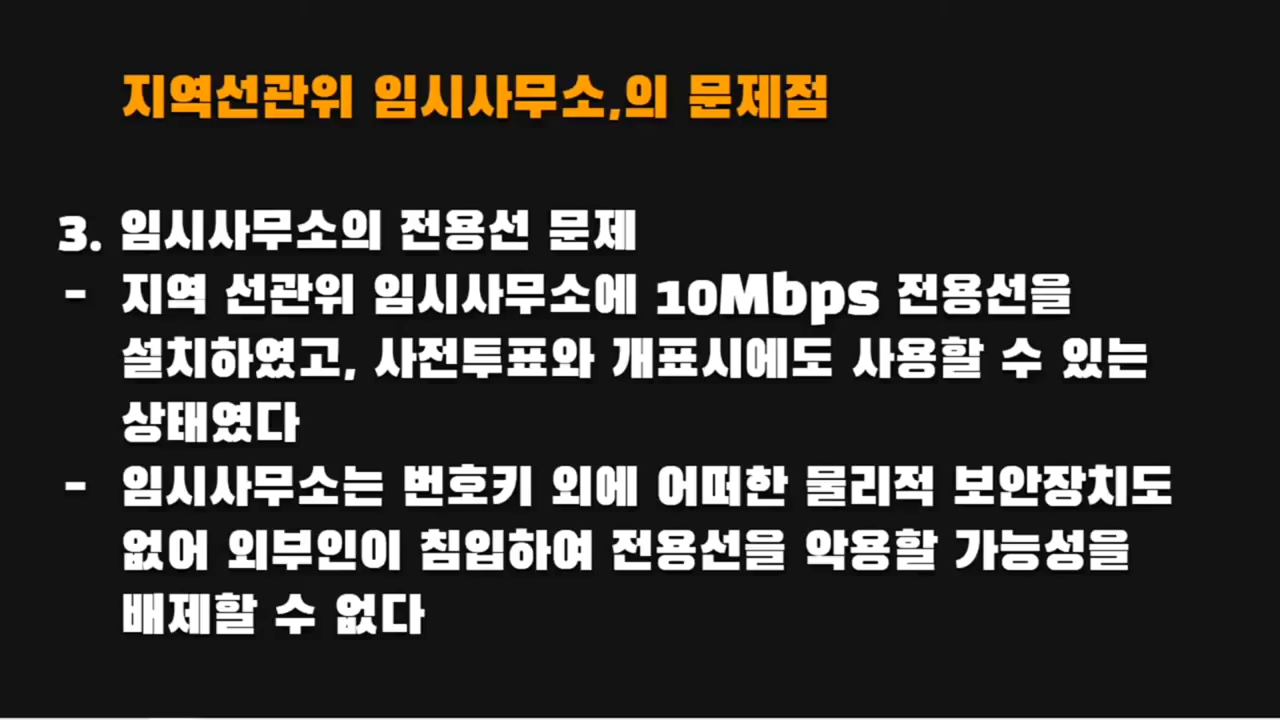 지역선관위 임시사무소,의 문제점
3. 임시사무소의 전용선 문제
- 지역 선관위 임시사무소에 10Mbps 전용선을
설치하였고, 사전투표와 개표시에도 사용할 수 있는
상태였다
- 임시사무소는 번호키 외에 어떠한 물리적 보안장치도
없어 외부인이 침입하여 전용선을 악용할 가능성을
배제할 수 없다